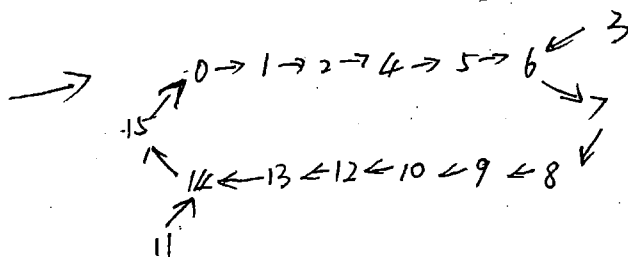 → 0 → 1 → 2 → 4 → 5 → 6 ← 3
15 7
14 ← 13 ← 12 ← 10 ← 9 ← 8
11